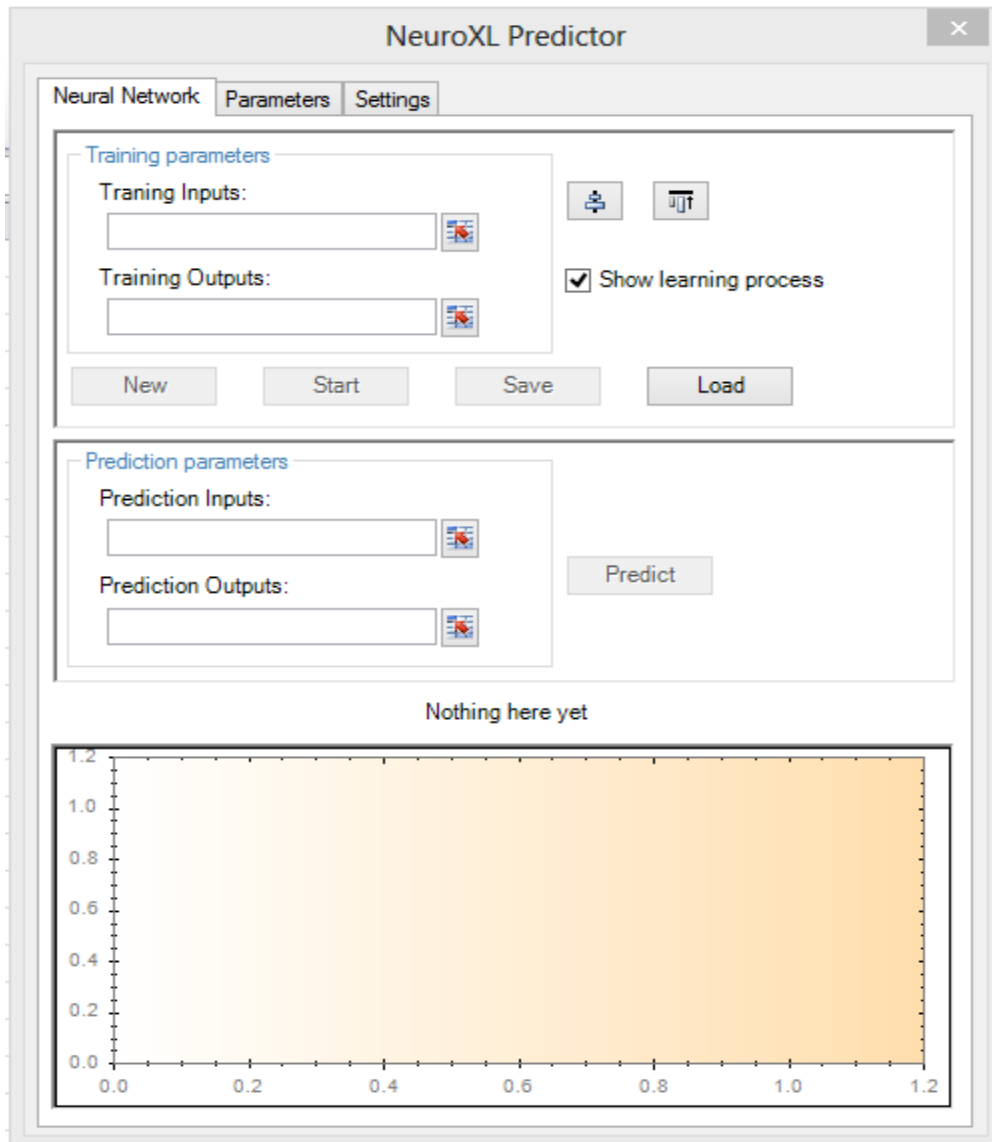 NeuroXL Predictor
Neural Network Parameters Settings
Training parameters
Traning Inputs:
Training Outputs:
Show learning process
New Start Save Load
Prediction parameters
Prediction Inputs:
Prediction Outputs:
Predict
Nothing here yet
1.2
1.0
0.8
0.6
0.4
0.2
0.0
0.0 0.2 0.4 0.6 0.8 1.0 1.2